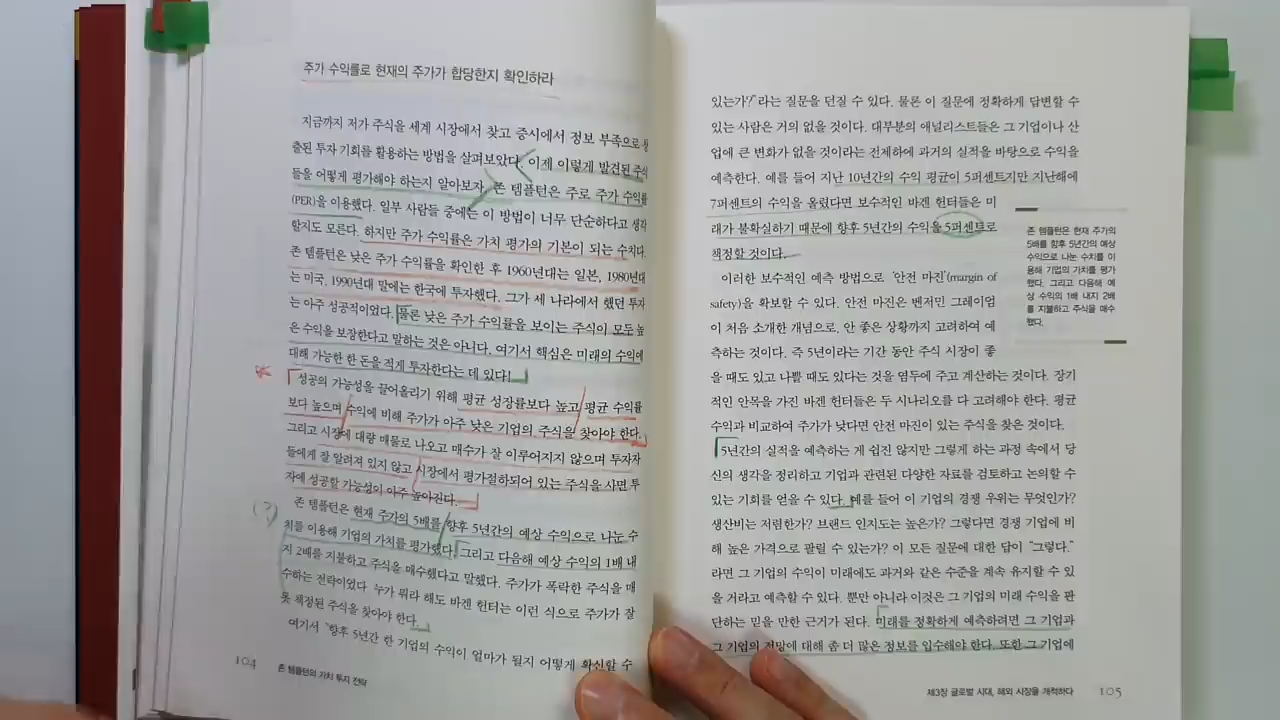 주가 수익률로 현재의 주가가 합당한지 확인하라
지금까지 저가 주식을 세계 시장에서 찾고 증시에서 정보 부족으로
출된 투자 기회를 활용하는 방법을 살펴보았다. 이제 이렇게 발견된 주식
들을 어떻게 평가해야 하는지 알아보자. 존 템플턴은 주로 주가 수익률
(PER)을 이용했다. 일부 사람들 중에는 이 방법이 너무 단순하다고 생각
할지도 모른다. 하지만 주가 수익률은 가치 평가의 기본이 되는 수치다.
존 템플턴은 낮은 주가 수익률을 확인한 후 1960년대는 일본, 1980년대
는 미국, 1990년대 말에는 한국에 투자했다. 그가 세 나라에서 했던 투자
는 아주 성공적이었다. 물론 낮은 주가 수익률을 보이는 주식이 모두 높
은 수익을 보장한다고 말하는 것은 아니다. 여기서 핵심은 미래의 수익에
대해 가능한 한 돈을 적게 투자한다는 데 있다.
성공의 가능성을 끌어올리기 위해 평균 성장률보다 높고 평균 수익률
보다 높으며 수익에 비해 주가가 아주 낮은 기업의 주식을 찾아야 한다.
그리고 시장에 대량 매물로 나오고 매수가 잘 이루어지지 않으며 투자자
들에게 잘 알려져 있지 않고 시장에서 평가절하되어 있는 주식을 사면 투
자에 성공할 가능성이 아주 높아진다.
(?)
존 템플턴은 현재 주가의 5배를 향후 5년간의 예상 수익으로 나눈 수
치를 이용해 기업의 가치를 평가했다. 그리고 다음해 예상 수익의 1배 내
지 2배를 지불하고 주식을 매수했다고 말했다. 주가가 폭락한 주식을 매
수하는 전략이었다. 누가 뭐라 해도 바겐 헌터는 이런 식으로 주가가 잘
못 책정된 주식을 찾아야 한다.
여기서 “향후 5년간 한 기업의 수익이 얼마가 될지 어떻게 확신할 수
104 존 템플턴의 가치 투자 전략
있는가?”라는 질문을 던질 수 있다. 물론 이 질문에 정확하게 답변할 수
있는 사람은 거의 없을 것이다. 대부분의 애널리스트들은 그 기업이나 산
업에 큰 변화가 없을 것이라는 전제하에 과거의 실적을 바탕으로 수익을
예측한다. 예를 들어 지난 10년간의 수익 평균이 5퍼센트지만 지난해에
7퍼센트의 수익을 올렸다면 보수적인 바겐 헌터들은 미
래가 불확실하기 때문에 향후 5년간의 수익을 5퍼센트로
책정할 것이다.
이러한 보수적인 예측 방법으로 ‘안전 마진’(margin of
safety)을 확보할 수 있다. 안전 마진은 벤저민 그레이엄
이 처음 소개한 개념으로, 안 좋은 상황까지 고려하여 예
측하는 것이다. 즉 5년이라는 기간 동안 주식 시장이 좋
을 때도 있고 나쁠 때도 있다는 것을 염두에 두고 계산하는 것이다. 장기
적인 안목을 가진 바겐 헌터들은 두 시나리오를 다 고려해야 한다. 평균
수익과 비교하여 주가가 낮다면 안전 마진이 있는 주식을 찾은 것이다.
5년간의 실적을 예측하는 게 쉽진 않지만 그렇게 하는 과정 속에서 당
신의 생각을 정리하고 기업과 관련된 다양한 자료를 검토하고 논의할 수
있는 기회를 얻을 수 있다. 예를 들어 이 기업의 경쟁 우위는 무엇인가?
생산비는 저렴한가? 브랜드 인지도는 높은가? 그렇다면 경쟁 기업에 비
해 높은 가격으로 팔릴 수 있는가? 이 모든 질문에 대한 답이 “그렇다.”
라면 그 기업의 수익이 미래에도 과거와 같은 수준을 계속 유지할 수 있
을 거라고 예측할 수 있다. 뿐만 아니라 이것은 그 기업의 미래 수익을 판
단하는 믿을 만한 근거가 된다. 미래를 정확하게 예측하려면 그 기업과
그 기업의 전망에 대해 좀 더 많은 정보를 입수해야 한다. 또한 그 기업에
존 템플턴은 현재 주가의
5배를 향후 5년간의 예상
수익으로 나눈 수치를 이
용해 기업의 가치를 평가
했다. 그리고 다음해 예
상 수익의 1배 내지 2배
를 지불하고 주식을 매수
했다.
제3장 글로벌 시대, 해외 시장을 개척하다 105